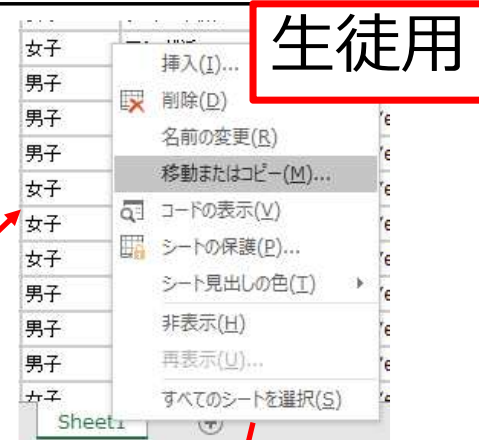 生徒用
女子
男子
男子
男子
女子
女子
女子
男子
男子
男子
女子
挿入(I)...
削除(D)
名前の変更(R)
移動またはコピー(M)...
コードの表示(V)
シートの保護(P)...
シート見出しの色(T)
非表示(H)
再表示(U)...
すべてのシートを選択(S)
Sheet1